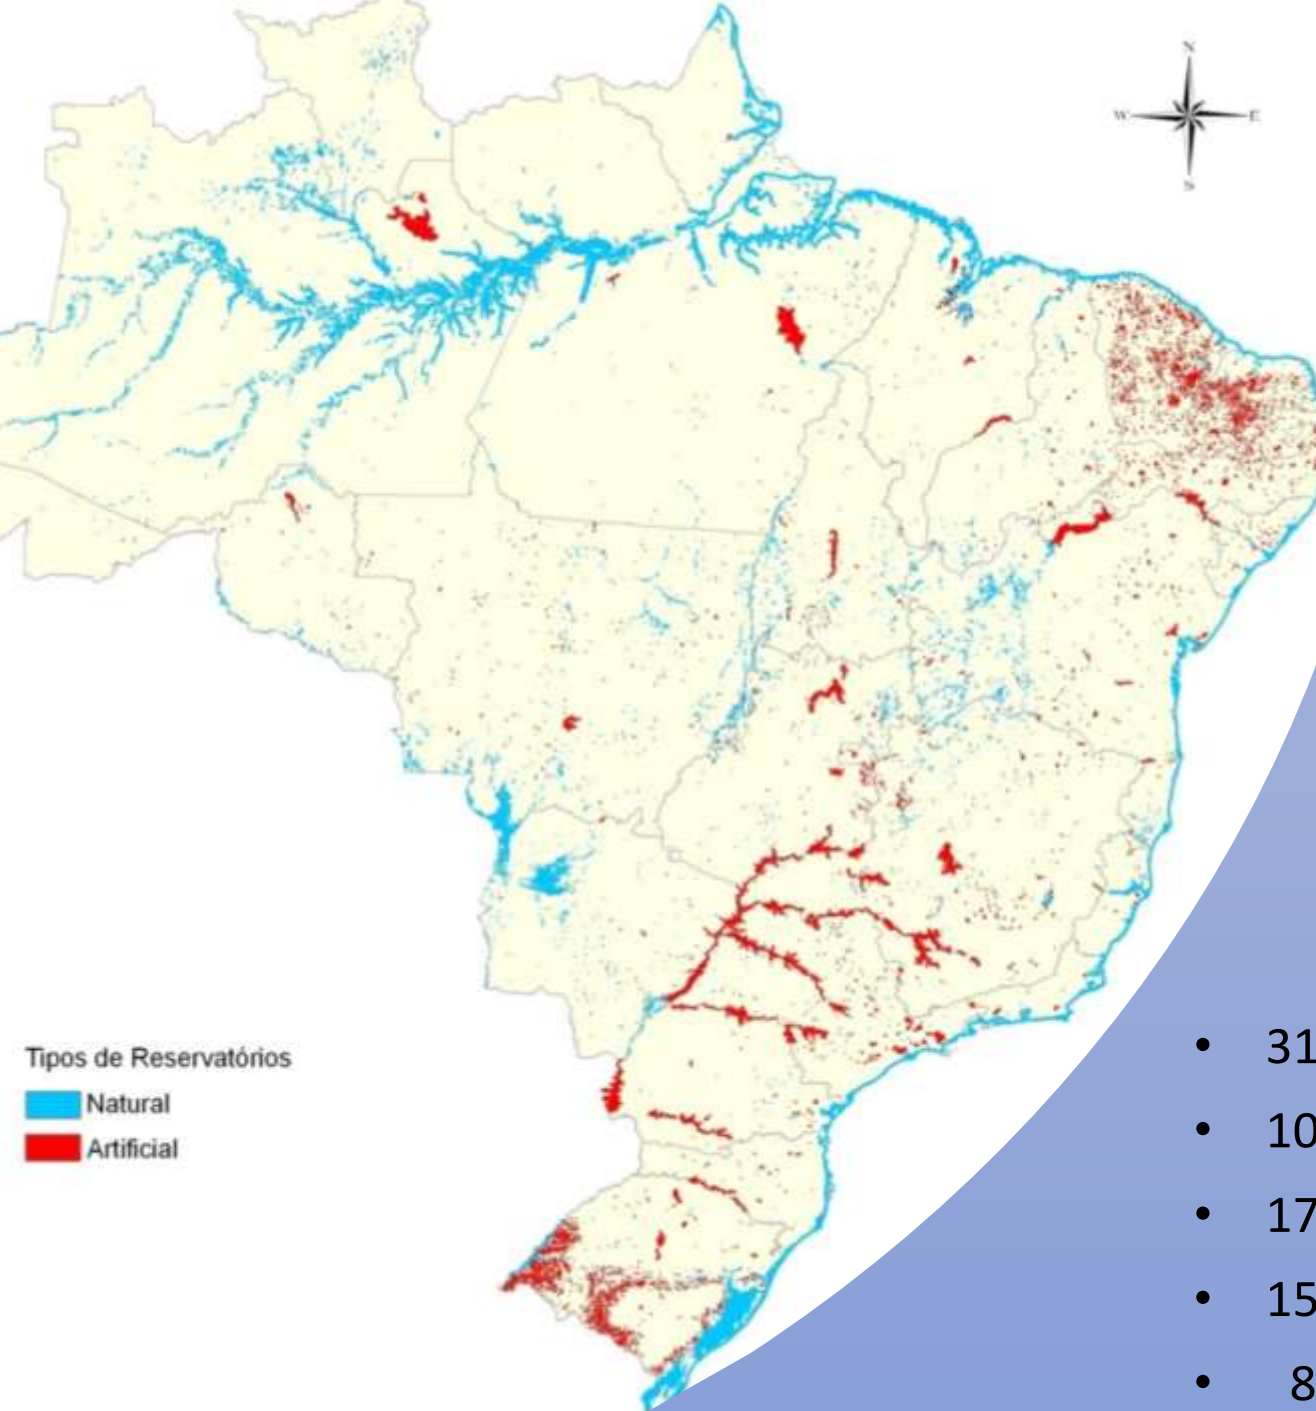 N
W
E
S
Tipos de Reservatórios
Natural
Artificial
• 31
• 10
• 17
• 15
• 8